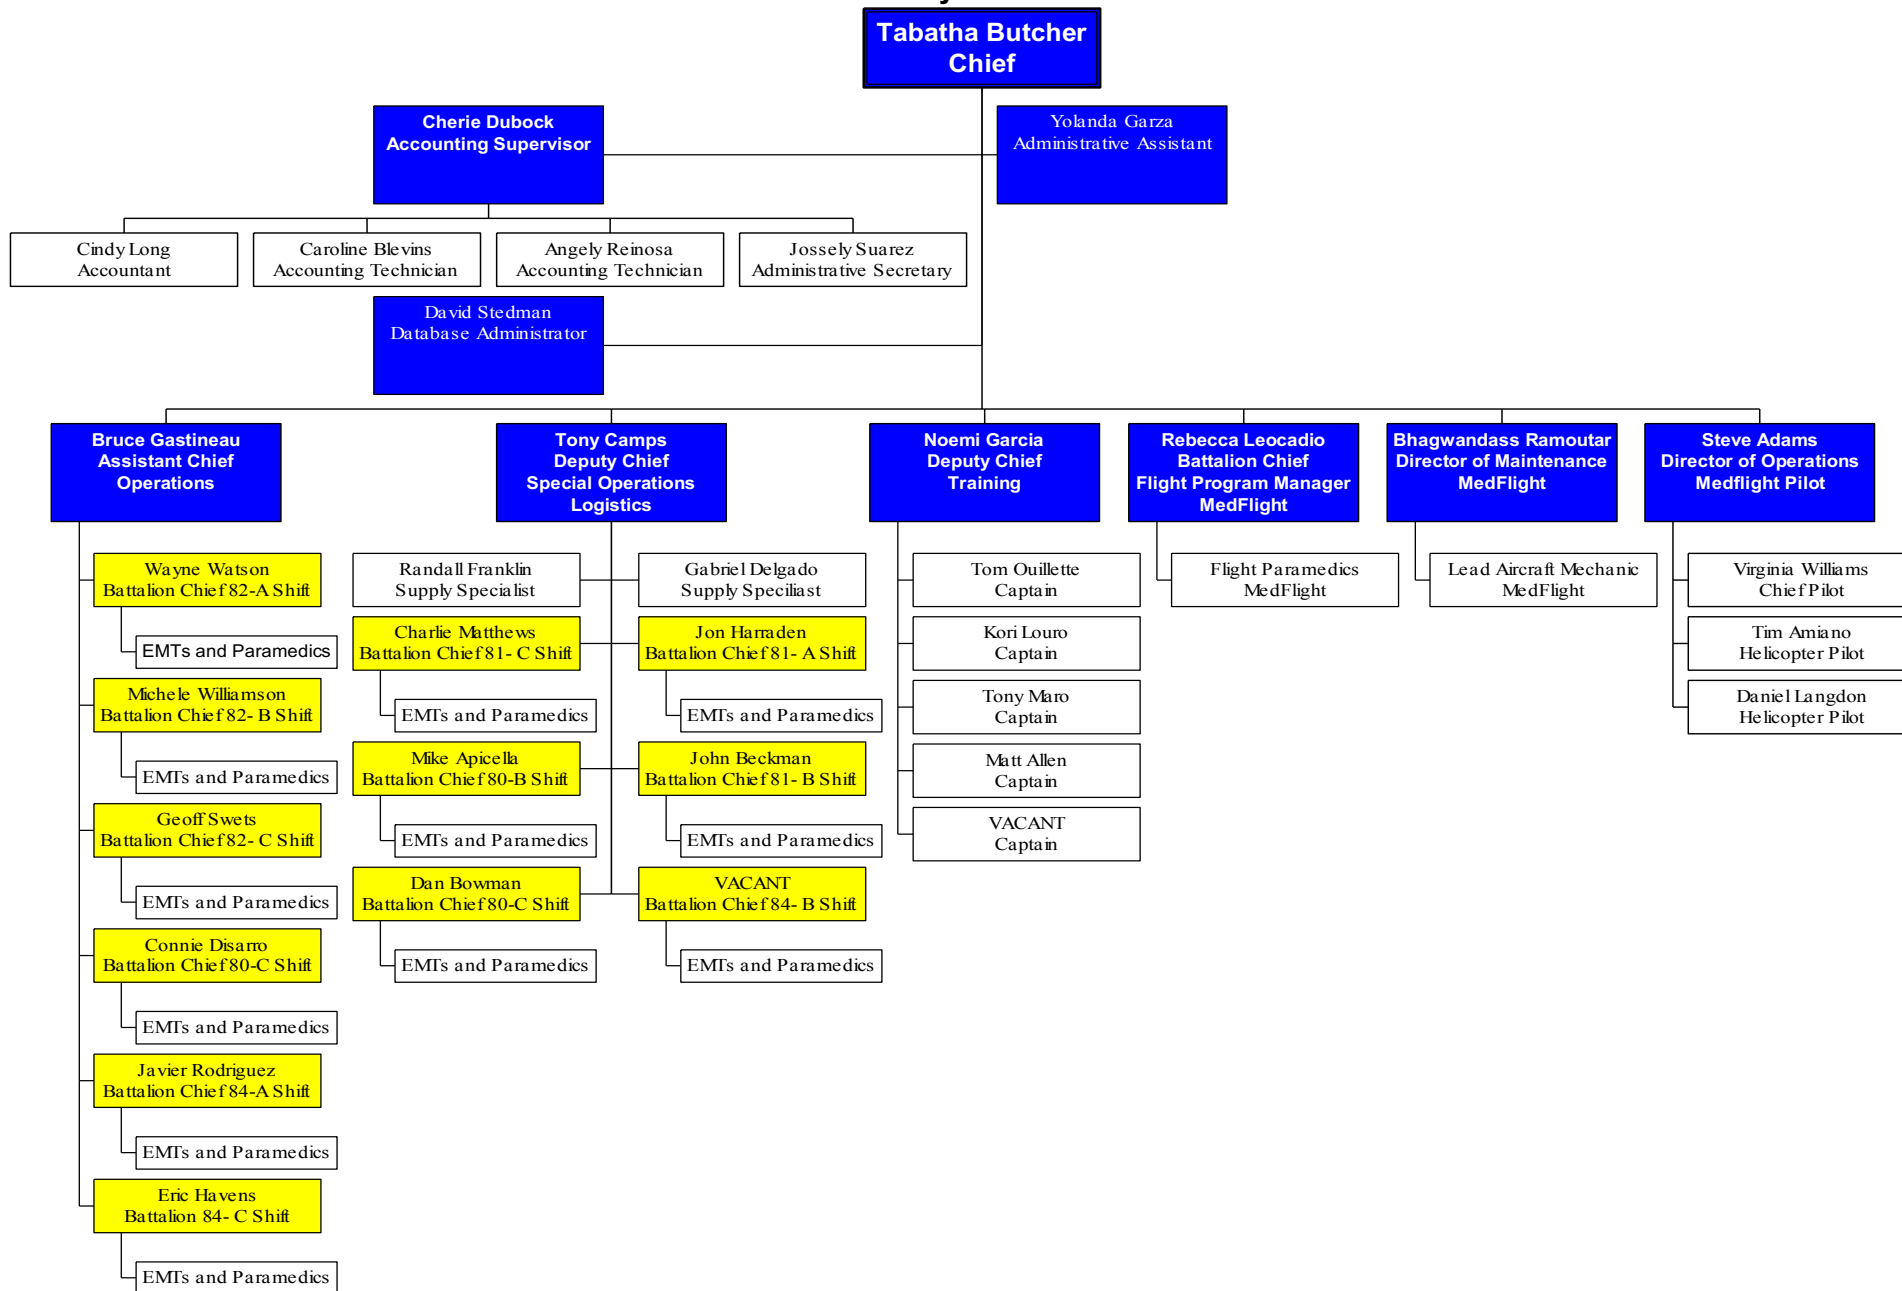 Tabatha Butcher
Chief
Cherie Dubock
Accounting Supervisor
Yolanda Garza
Administrative Assistant
Cindy Long
Accountant
Caroline Blevins
Accounting Technician
Angely Reinosa
Accounting Technician
Jossely Suarez
Administrative Secretary
David Stedman
Database Administrator
Bruce Gastineau
Assistant Chief
Operations
Tony Camps
Deputy Chief
Special Operations
Logistics
Noemi Garcia
Deputy Chief
Training
Rebecca Leocadio
Battalion Chief
Flight Program Manager
MedFlight
Bhagwandass Ramoutar
Director of Maintenance
MedFlight
Steve Adams
Director of Operations
Medflight Pilot
Wayne Watson
Battalion Chief 82-A Shift
EMTs and Paramedics
Michele Williamson
Battalion Chief 82- B Shift
EMTs and Paramedics
Geoff Swets
Battalion Chief 82- C Shift
EMTs and Paramedics
Connie Disarro
Battalion Chief 80-C Shift
EMTs and Paramedics
Javier Rodriguez
Battalion Chief 84-A Shift
EMTs and Paramedics
Eric Havens
Battalion 84- C Shift
EMTs and Paramedics
Randall Franklin
Supply Specialist
Gabriel Delgado
Supply Speciliast
Charlie Matthews
Battalion Chief 81- C Shift
EMTs and Paramedics
Jon Harraden
Battalion Chief 81- A Shift
EMTs and Paramedics
Mike Apicella
Battalion Chief 80-B Shift
EMTs and Paramedics
John Beckman
Battalion Chief 81- B Shift
EMTs and Paramedics
Dan Bowman
Battalion Chief 80-C Shift
EMTs and Paramedics
VACANT
Battalion Chief 84- B Shift
EMTs and Paramedics
Tom Ouillette
Captain
Kori Louro
Captain
Tony Maro
Captain
Matt Allen
Captain
VACANT
Captain
Flight Paramedics
MedFlight
Lead Aircraft Mechanic
MedFlight
Virginia Williams
Chief Pilot
Tim Amiano
Helicopter Pilot
Daniel Langdon
Helicopter Pilot